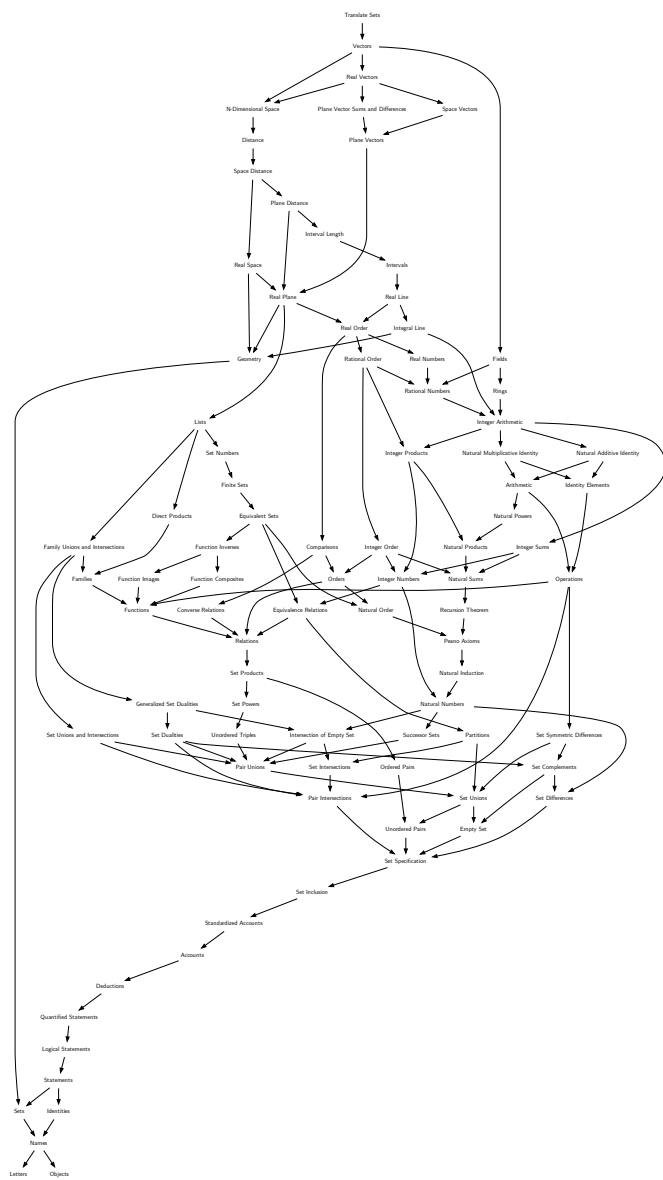 Translate Sets
Vectors
Real Vectors
N-Dimensional Space Plane Vector Sums and Differences Space Vectors
Distance Plane Vectors
Space Distance
Plane Distance
Interval Length
Real Space Intervals
Real Plane Real Line
Real Order Integral Line
Geometry Rational Order Real Numbers Fields
Rational Numbers Rings
Lists Integer Arithmetic
Set Numbers Integer Products Natural Multiplicative Identity Natural Additive Identity
Finite Sets Arithmetic Identity Elements
Direct Products Equivalent Sets Natural Powers
Family Unions and Intersections Function Inverses Comparisons Integer Order Natural Products Integer Sums
Families Function Images Function Composites Orders Integer Numbers Natural Sums Operations
Functions Converse Relations Equivalence Relations Natural Order Recursion Theorem
Relations Peano Axioms
Set Products Natural Induction
Generalized Set Dualities Set Powers Natural Numbers
Set Unions and Intersections Set Dualities Unordered Triples Intersection of Empty Set Successor Sets Partitions Set Symmetric Differences
Pair Unions Set Intersections Ordered Pairs Set Complements
Pair Intersections Set Unions Set Differences
Unordered Pairs Empty Set
Set Specification
Set Inclusion
Standardized Accounts
Accounts
Deductions
Quantified Statements
Logical Statements
Statements
Sets Identities
Names
Letters Objects